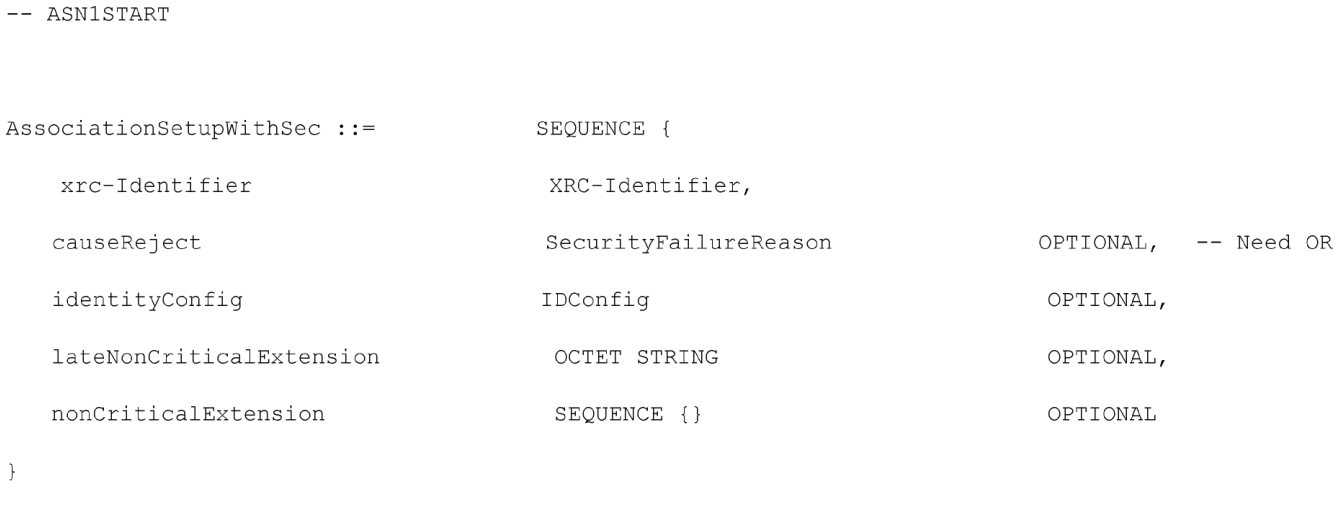 -- ASN1START
AssociationSetupWithSec ::= SEQUENCE {
xrc-Identifier XRC-Identifier,
causeReject SecurityFailureReason OPTIONAL, -- Need OR
identityConfig IDConfig OPTIONAL,
lateNonCriticalExtension OCTET STRING OPTIONAL,
nonCriticalExtension SEQUENCE {} OPTIONAL
}